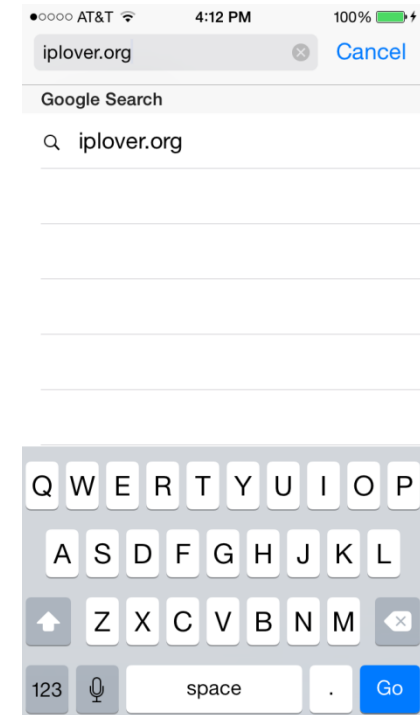 AT&T 4:12 PM 100%
iplover.org Cancel
Google Search
iplover.org
Q W E R T Y U I O P
A S D F G H J K L
Z X C V B N M
123 space . Go